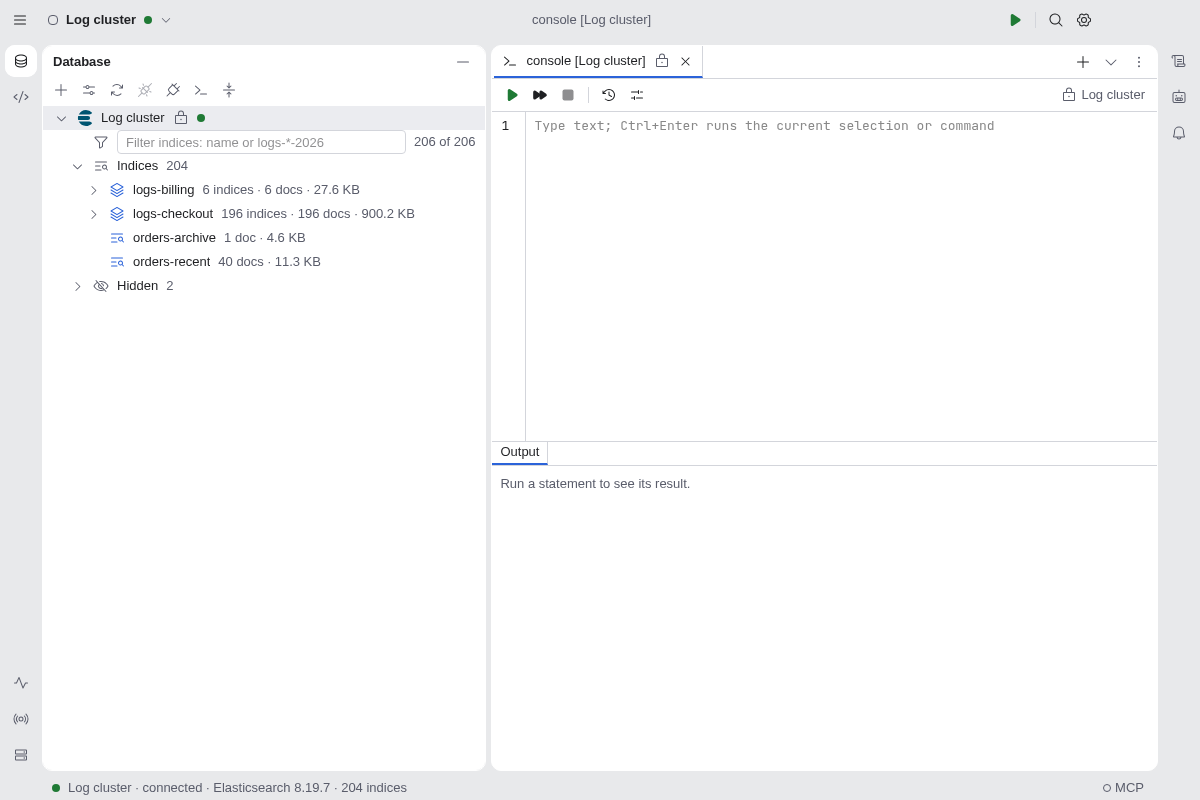 Log cluster
console [Log cluster]
Database
Log cluster
Filter indices: name or logs-*-2026
206 of 206
Indices 204
logs-billing 6 indices · 6 docs · 27.6 KB
logs-checkout 196 indices · 196 docs · 900.2 KB
orders-archive 1 doc · 4.6 KB
orders-recent 40 docs · 11.3 KB
Hidden 2
console [Log cluster]
Log cluster
1 Type text; Ctrl+Enter runs the current selection or command
Output
Run a statement to see its result.
Log cluster · connected · Elasticsearch 8.19.7 · 204 indices
MCP